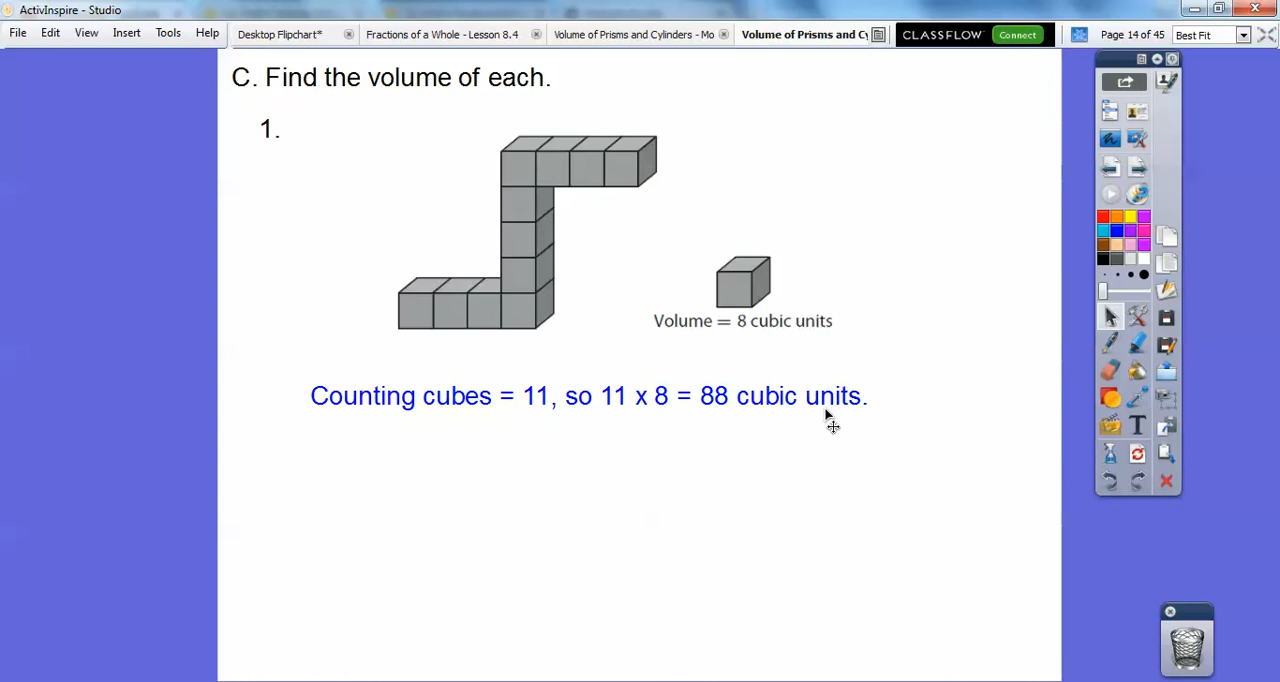 ActivInspire - Studio
File Edit View Insert Tools Help Desktop Flipchart* Fractions of a Whole - Lesson 8.4 Volume of Prisms and Cylinders - Mo Volume of Prisms and Cy CLASSFLOW Connect Page 14 of 45 Best Fit
C. Find the volume of each.
1.
Volume = 8 cubic units
Counting cubes = 11, so 11 x 8 = 88 cubic units.